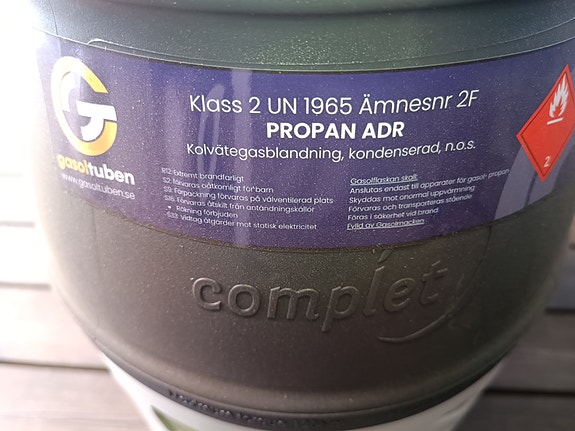 Klass 2 UN 1965 Ämnesnr 2F
PROPAN ADR
Kolvätegasblandning, kondenserad, n.o.s.
gasoltuben
www.gasoltuben.se
R12. Extremt brandfarligt
S2. Förvaras oåtkomligt för barn
S9. Förpackning förvaras på välventilerad plats
S16. Förvaras åtskilt från antändningskällor
• Rökning förbjuden
S33. Vidtag åtgärder mot statisk elektricitet
Gasolflaskan skall:
Anslutas endast till apparater för gasol- propan
Skyddas mot onormal uppvärmning
Förvaras och transporteras stående
Föras i säkerhet vid brand
Fylld av Gasolmacken
2
complet